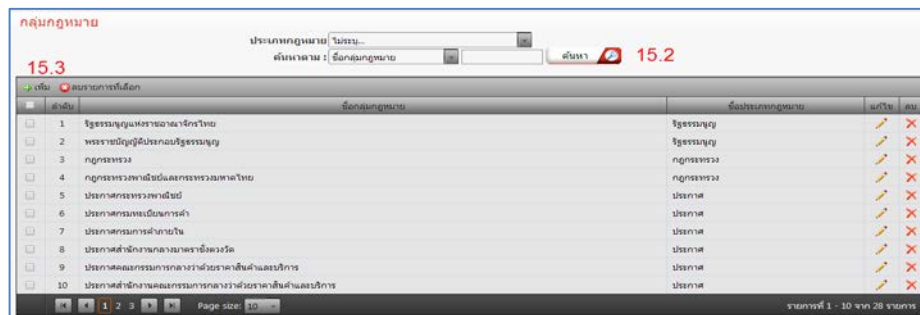 กลุ่มกฎหมาย
ประเภทกฎหมาย ไม่ระบุ...
ค้นหาตาม : ชื่อกลุ่มกฎหมาย ค้นหา 15.2
15.3
เพิ่ม ลบรายการที่เลือก
ลำดับ ชื่อกลุ่มกฎหมาย ชื่อประเภทกฎหมาย แก้ไข ลบ
1 รัฐธรรมนูญแห่งราชอาณาจักรไทย รัฐธรรมนูญ
2 พระราชบัญญัติประกอบรัฐธรรมนูญ รัฐธรรมนูญ
3 กฎกระทรวง กฎกระทรวง
4 กฎกระทรวงพาณิชย์และกระทรวงมหาดไทย กฎกระทรวง
5 ประกาศกระทรวงพาณิชย์ ประกาศ
6 ประกาศกรมทะเบียนการค้า ประกาศ
7 ประกาศกรมการค้าภายใน ประกาศ
8 ประกาศสำนักงานกลางมาตราชั่งตวงวัด ประกาศ
9 ประกาศคณะกรรมการกลางว่าด้วยราคาสินค้าและบริการ ประกาศ
10 ประกาศสำนักงานคณะกรรมการกลางว่าด้วยราคาสินค้าและบริการ ประกาศ
1 2 3 Page size: 10 รายการที่ 1 - 10 จาก 28 รายการ